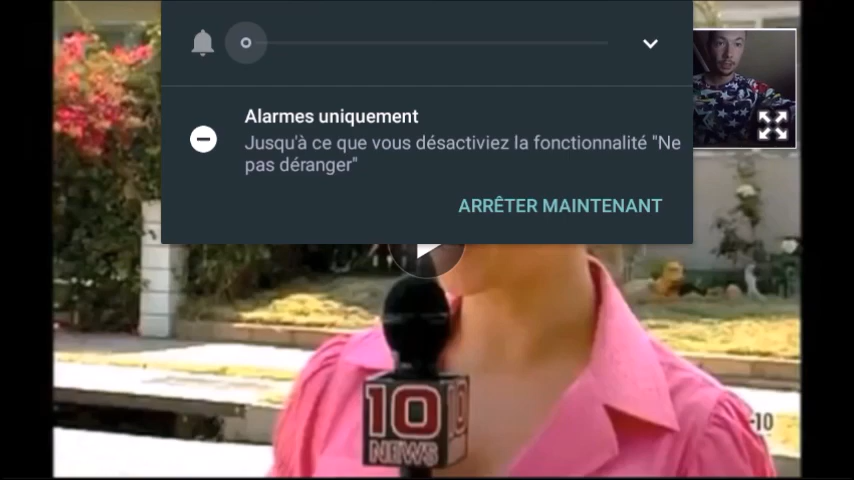 Alarmes uniquement
Jusqu'à ce que vous désactiviez la fonctionnalité "Ne
pas déranger"
ARRÊTER MAINTENANT
10
NEWS
-10